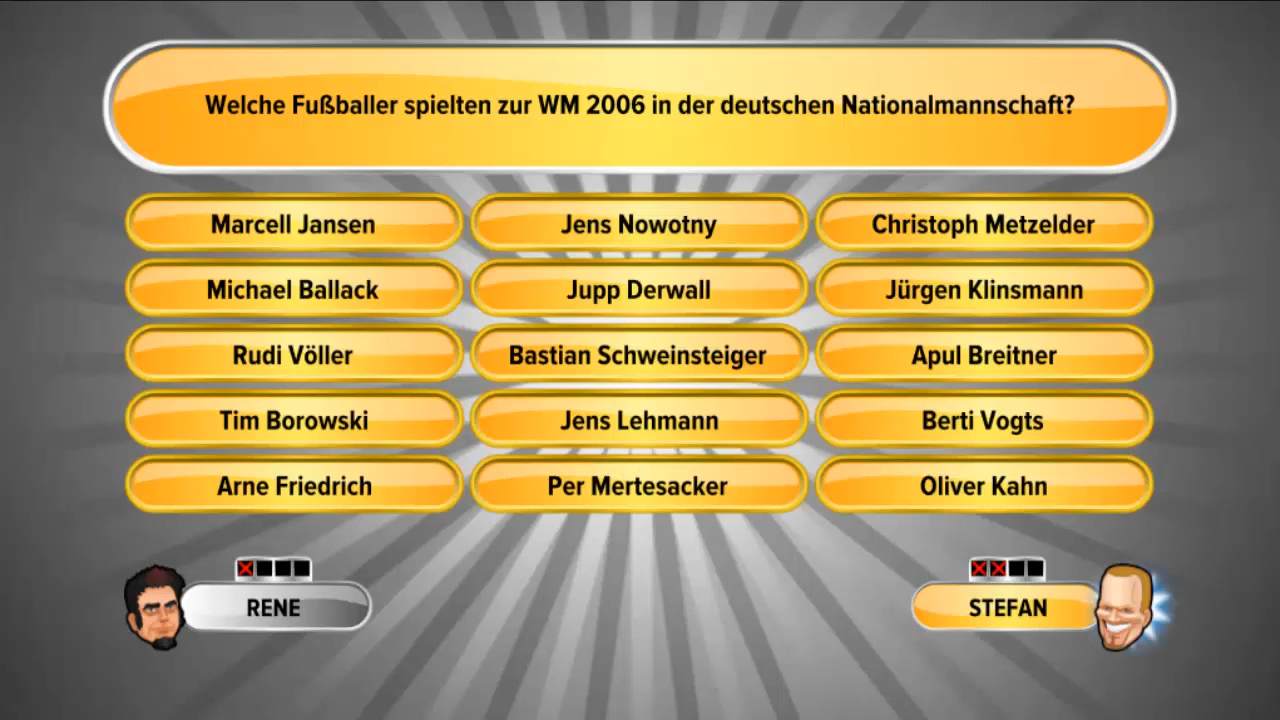 Welche Fußballer spielten zur WM 2006 in der deutschen Nationalmannschaft?
Marcell Jansen
Jens Nowotny
Christoph Metzelder
Michael Ballack
Jupp Derwall
Jürgen Klinsmann
Rudi Völler
Bastian Schweinsteiger
Apul Breitner
Tim Borowski
Jens Lehmann
Berti Vogts
Arne Friedrich
Per Mertesacker
Oliver Kahn
RENE
STEFAN